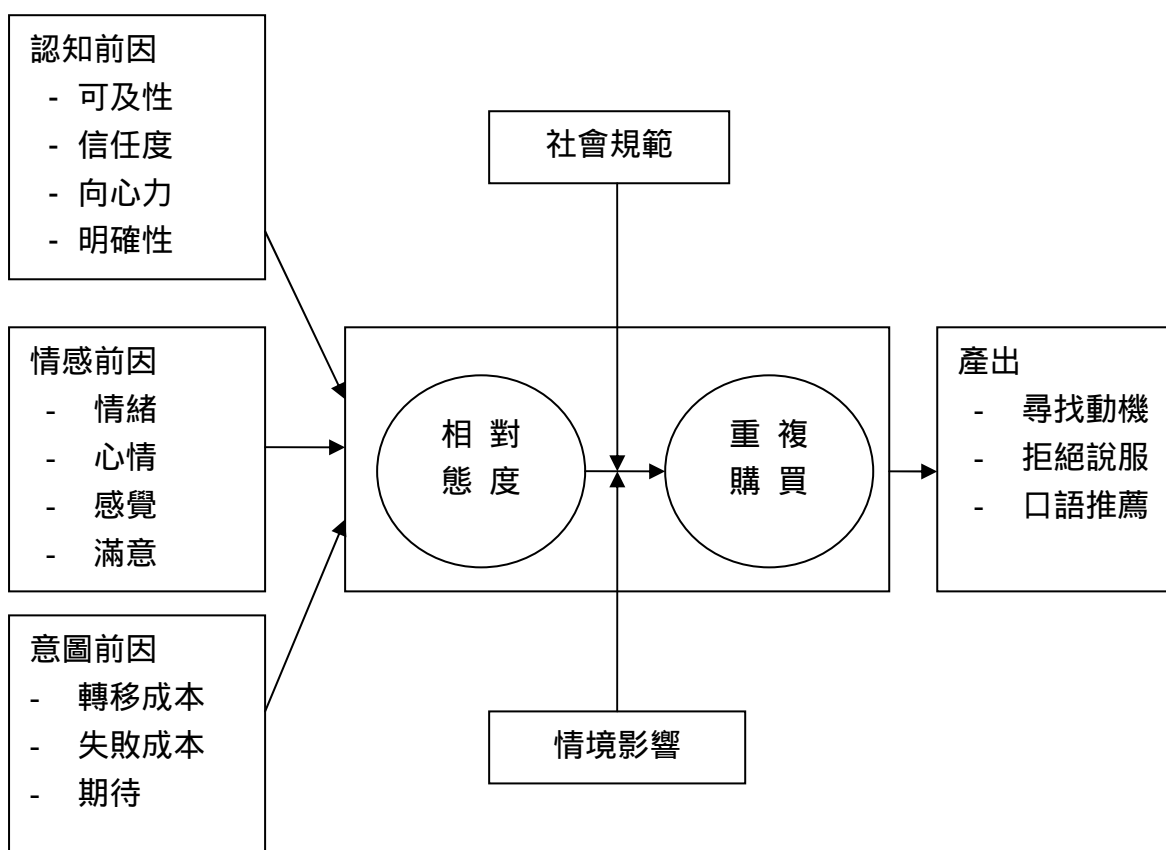 認知前因
- 可及性
- 信任度
- 向心力
- 明確性
社會規範
情感前因
- 情緒
- 心情
- 感覺
- 滿意
相對
態度
重複
購買
產出
- 尋找動機
- 拒絕說服
- 口語推薦
意圖前因
- 轉移成本
- 失敗成本
- 期待
情境影響